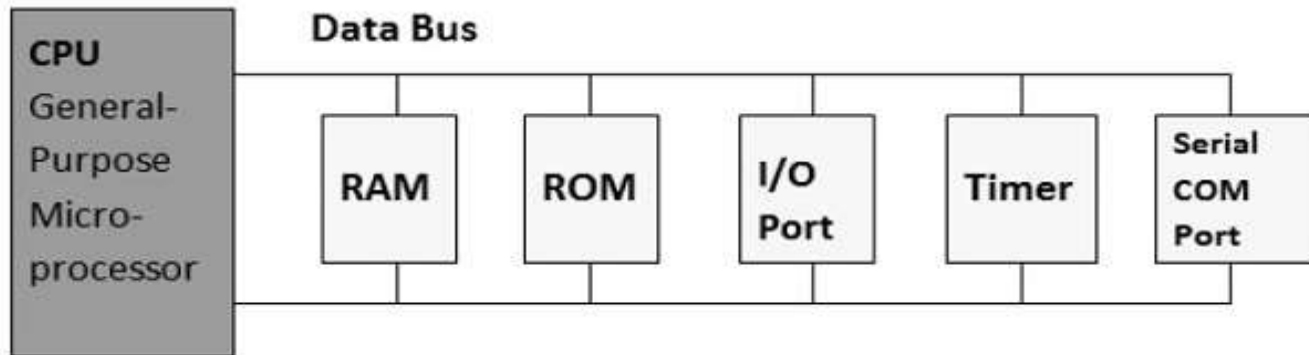 Data Bus
CPU
General-
Purpose
Micro-
processor
RAM
ROM
I/O
Port
Timer
Serial
COM
Port